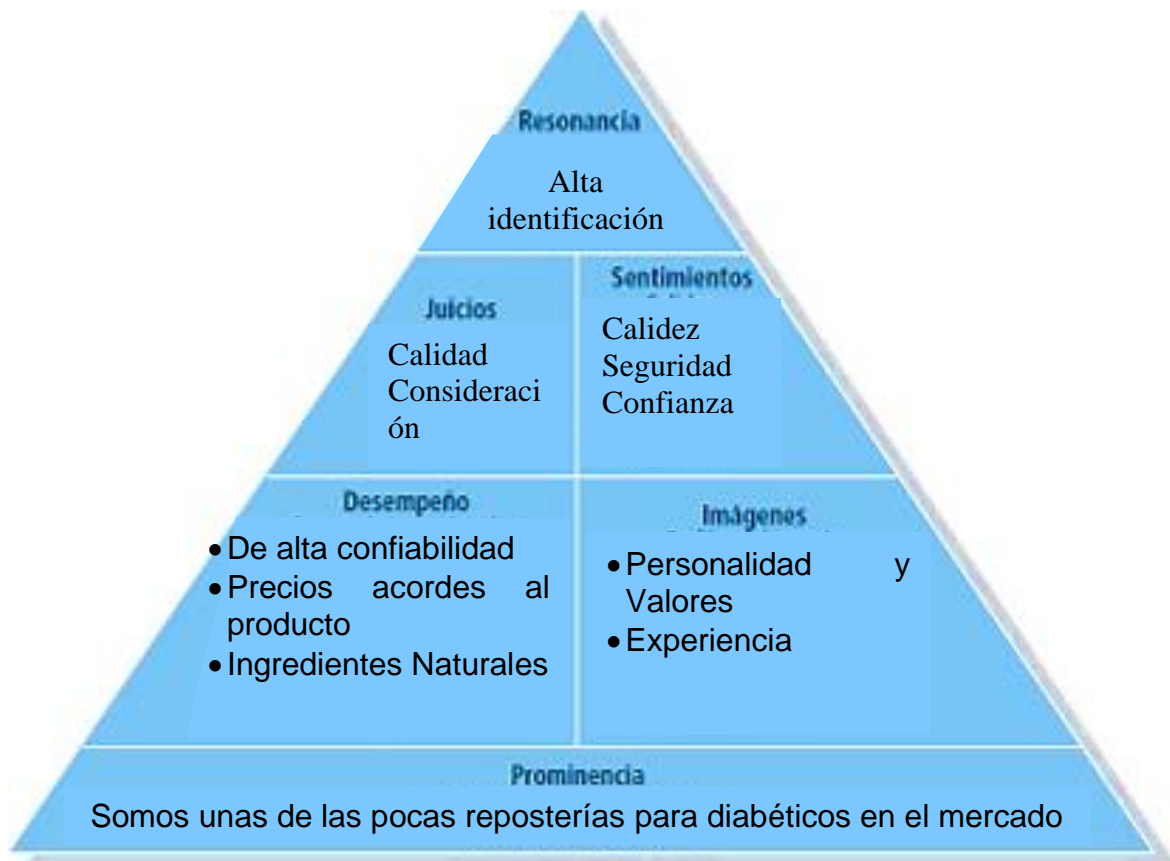 Resonancia
Alta
identificación
Juicios
Calidad
Consideraci
ón
Sentimientos
Calidez
Seguridad
Confianza
Desempeño
• De alta confiabilidad
• Precios acordes al
producto
• Ingredientes Naturales
Imágenes
• Personalidad y
Valores
• Experiencia
Prominencia
Somos unas de las pocas reposterías para diabéticos en el mercado